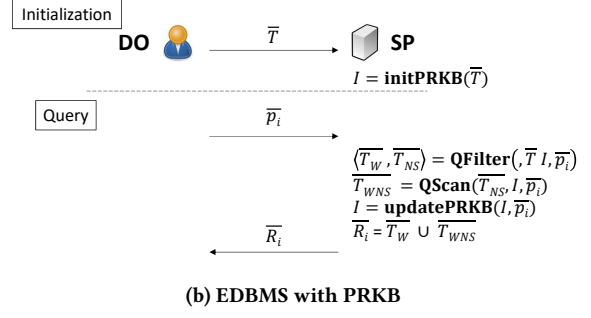 Initialization
DO T̅ SP
I = initPRKB(T̅)
Query
p̅ᵢ̅
⟨T̅_W̅, T̅_NS̅⟩ = QFilter(, T̅ I, p̅ᵢ̅)
T̅_WNS̅ = QScan(T̅_NS̅, I, p̅ᵢ̅)
I = updatePRKB(I, p̅ᵢ̅)
R̅ᵢ̅ R̅ᵢ̅ = T̅_W̅ ∪ T̅_WNS̅
(b) EDBMS with PRKB